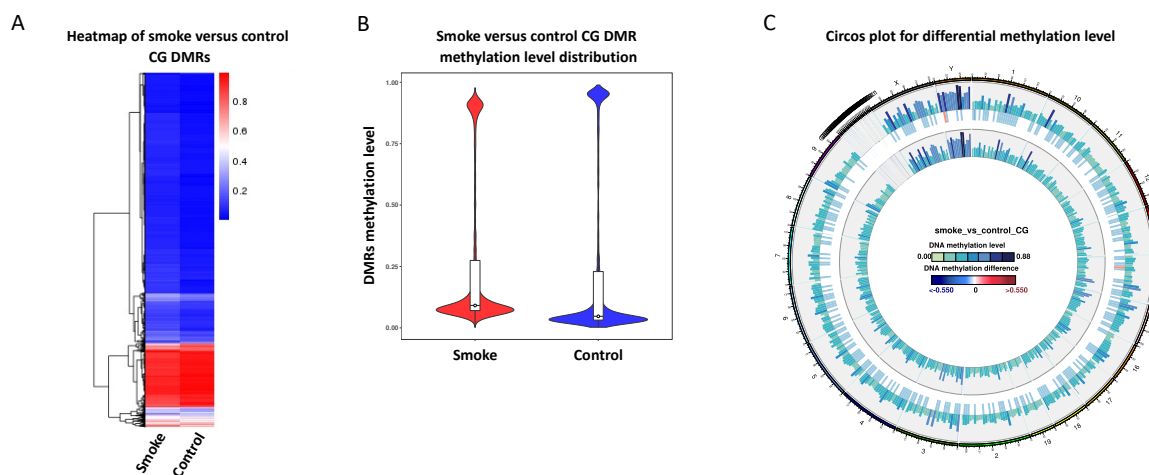 A
Heatmap of smoke versus control
CG DMRs
0.8
0.6
0.4
0.2
Smoke
Control
B
Smoke versus control CG DMR
methylation level distribution
DMRs methylation level
1.00
0.75
0.50
0.25
0.00
Smoke
Control
C
Circos plot for differential methylation level
Y
1
10
11
16
17
18
19
2
3
4
5
6
7
8
9
X
smoke_vs_control_CG
DNA methylation level
0.00
0.88
DNA methylation difference
<-0.550
0
>0.550